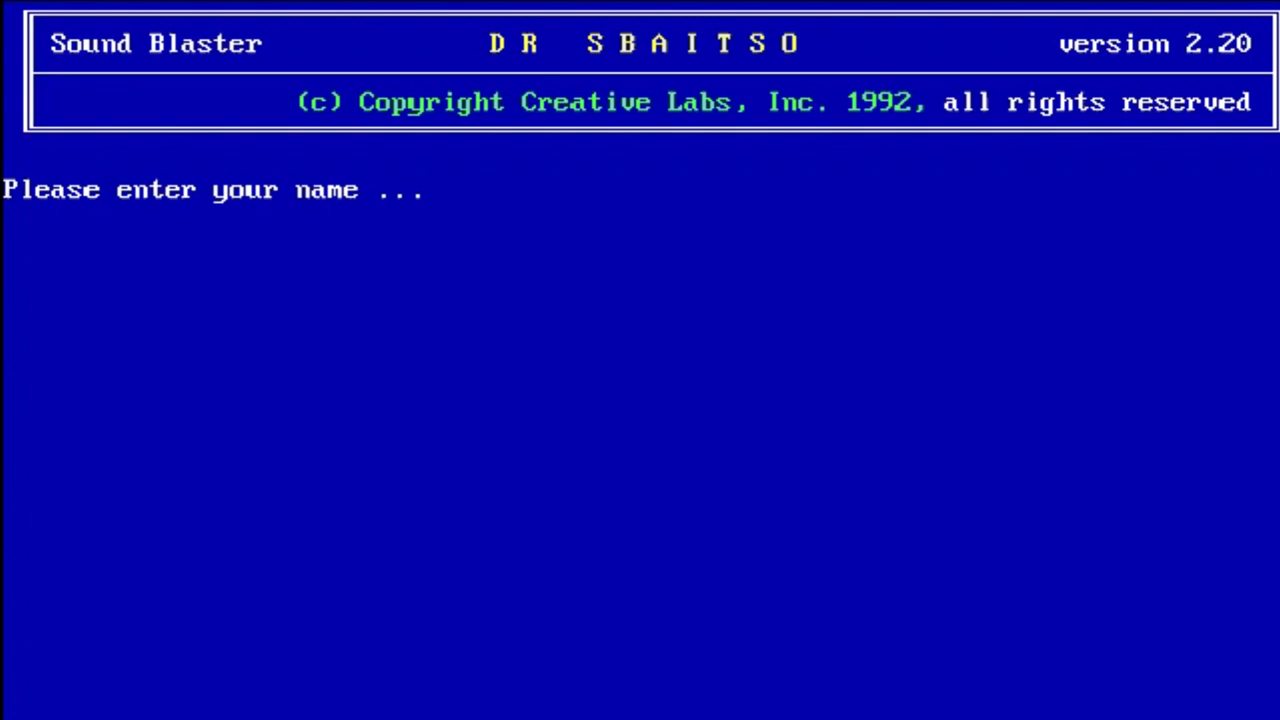 Sound Blaster D R S B A I T S O version 2.20
(c) Copyright Creative Labs, Inc. 1992, all rights reserved
Please enter your name ...